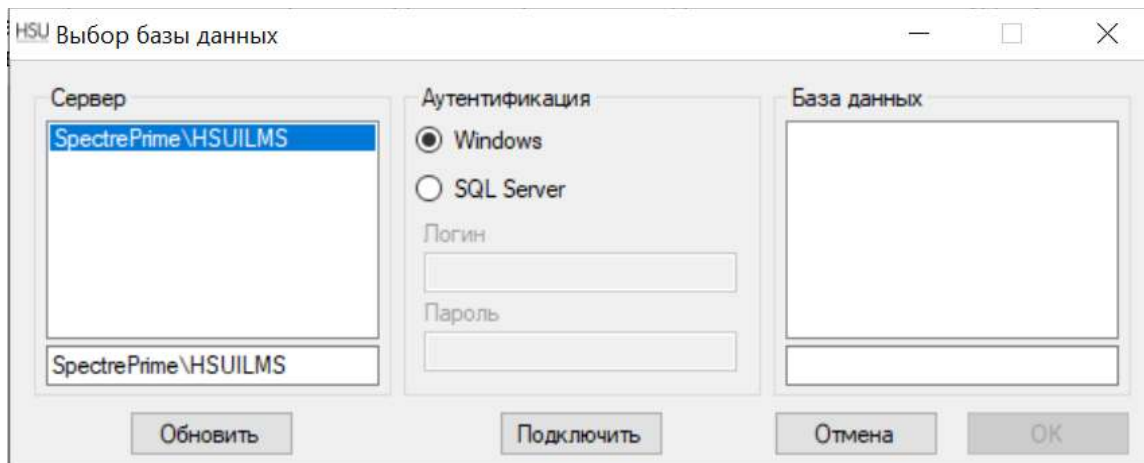 HSU Выбор базы данных
Сервер
SpectrePrime\HSUILMS
SpectrePrime\HSUILMS
Обновить
Аутентификация
Windows
SQL Server
Логин
Пароль
Подключить
База данных
Отмена
OK